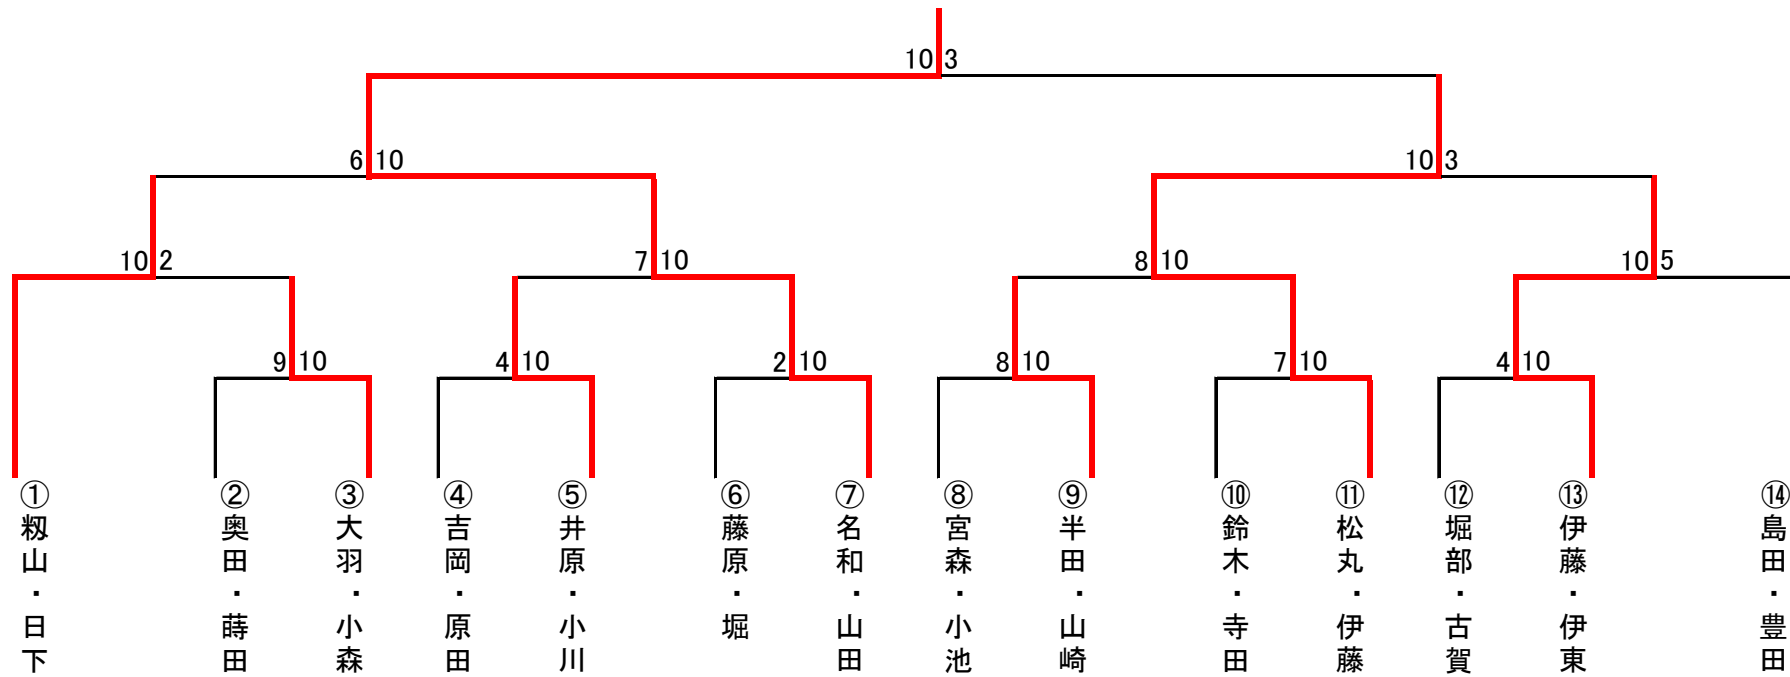 10 3
6 10
10 3
10 2
7 10
8 10
10 5
9 10
4 10
2 10
8 10
7 10
4 10
① 籾山・日下
② 奥田・蒔田
③ 大羽・小森
④ 吉岡・原田
⑤ 井原・小川
⑥ 藤原・堀
⑦ 名和・山田
⑧ 宮森・小池
⑨ 半田・山崎
⑩ 鈴木・寺田
⑪ 松丸・伊藤
⑫ 堀部・古賀
⑬ 伊藤・伊東
⑭ 島田・豊田